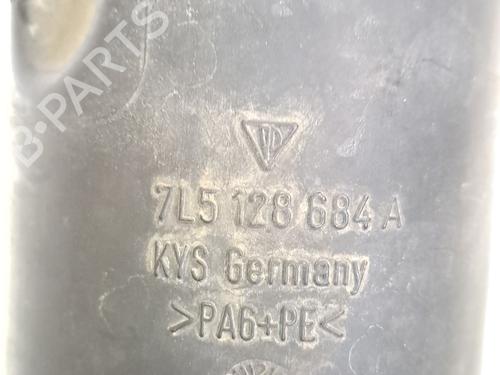 B-PARTS
7L5 128 684 A
KYS Germany
>PA6+PE<